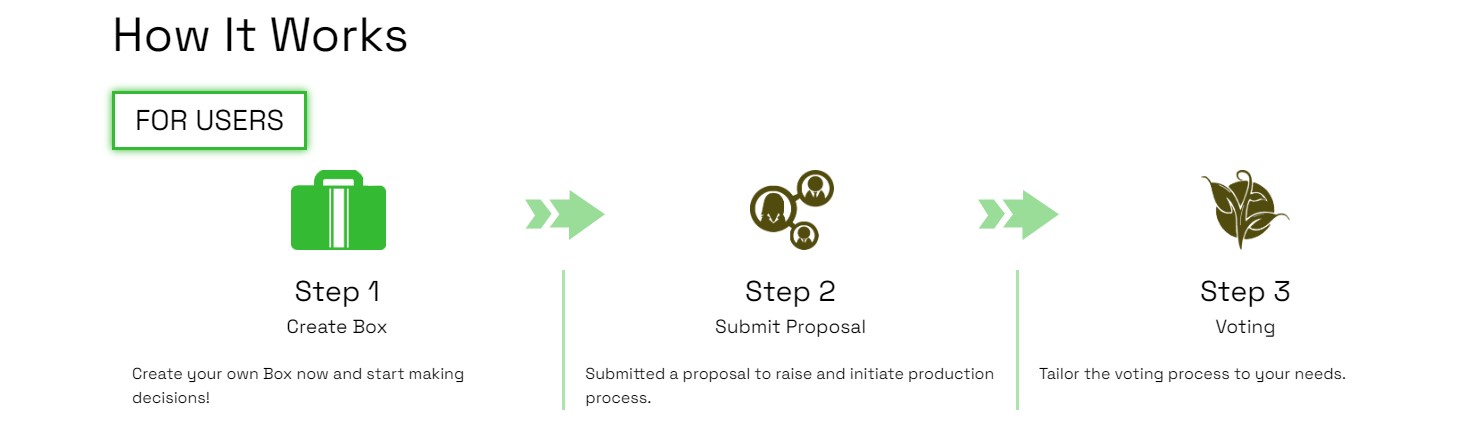 How It Works
FOR USERS
Step 1
Create Box
Create your own Box now and start making
decisions!
Step 2
Submit Proposal
Submitted a proposal to raise and initiate production
process.
Step 3
Voting
Tailor the voting process to your needs.